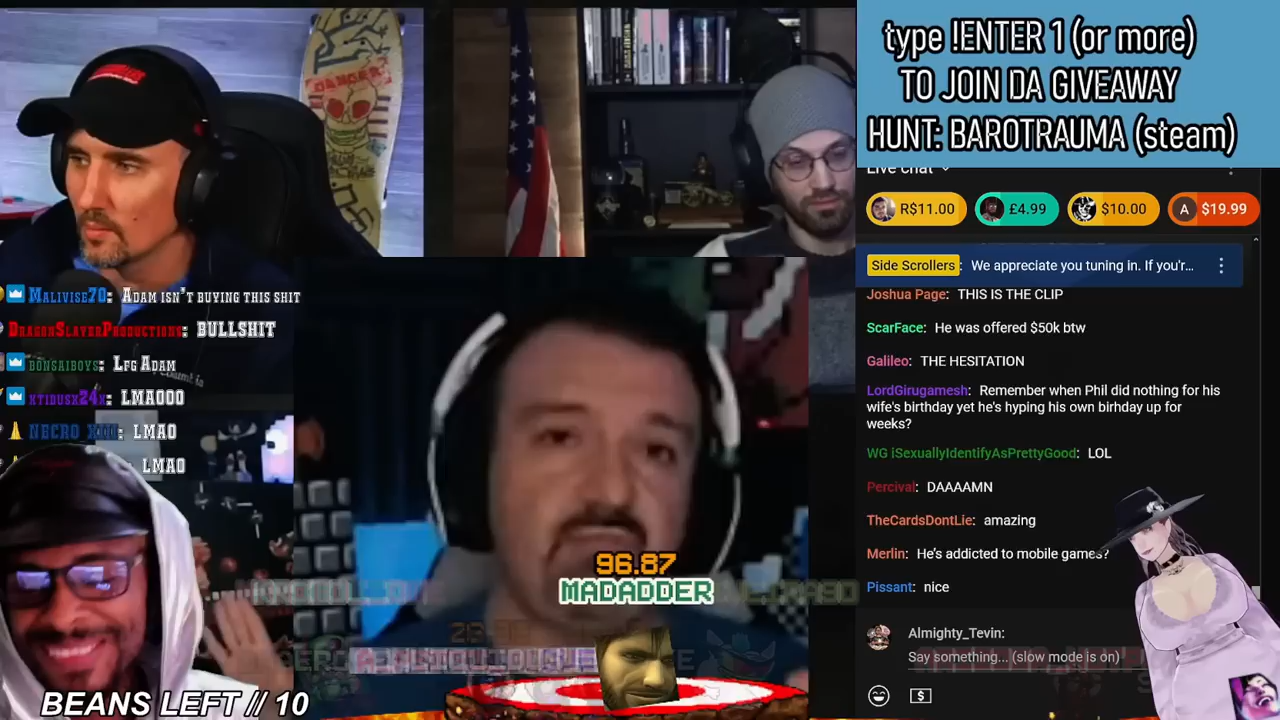 type !ENTER 1 (or more)
TO JOIN DA GIVEAWAY
HUNT: BAROTRAUMA (steam)
Live chat
R$11.00
£4.99
$10.00
A $19.99
Side Scrollers: We appreciate you tuning in. If you'r...
Joshua Page: THIS IS THE CLIP
ScarFace: He was offered $50k btw
Galileo: THE HESITATION
LordGirugamesh: Remember when Phil did nothing for his
wife's birthday yet he's hyping his own birhday up for
weeks?
WG iSexuallyIdentifyAsPrettyGood: LOL
Percival: DAAAAMN
TheCardsDontLie: amazing
Merlin: He's addicted to mobile games?
Pissant: nice
Almighty_Tevin:
Say something... (slow mode is on)
DANGER
Malivise70: Adam isn't buying this shit
DragonSlayerProductions: BULLSHIT
bonsaiboys: Lfg Adam
xtidusx24x: LMAOOO
NECRO XIII: LMAO
LMAO
96.87
MADADDER
BEANS LEFT // 10